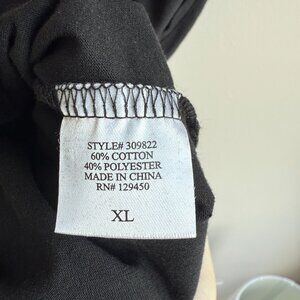 STYLE# 309822
60% COTTON
40% POLYESTER
MADE IN CHINA
RN# 129450
XL